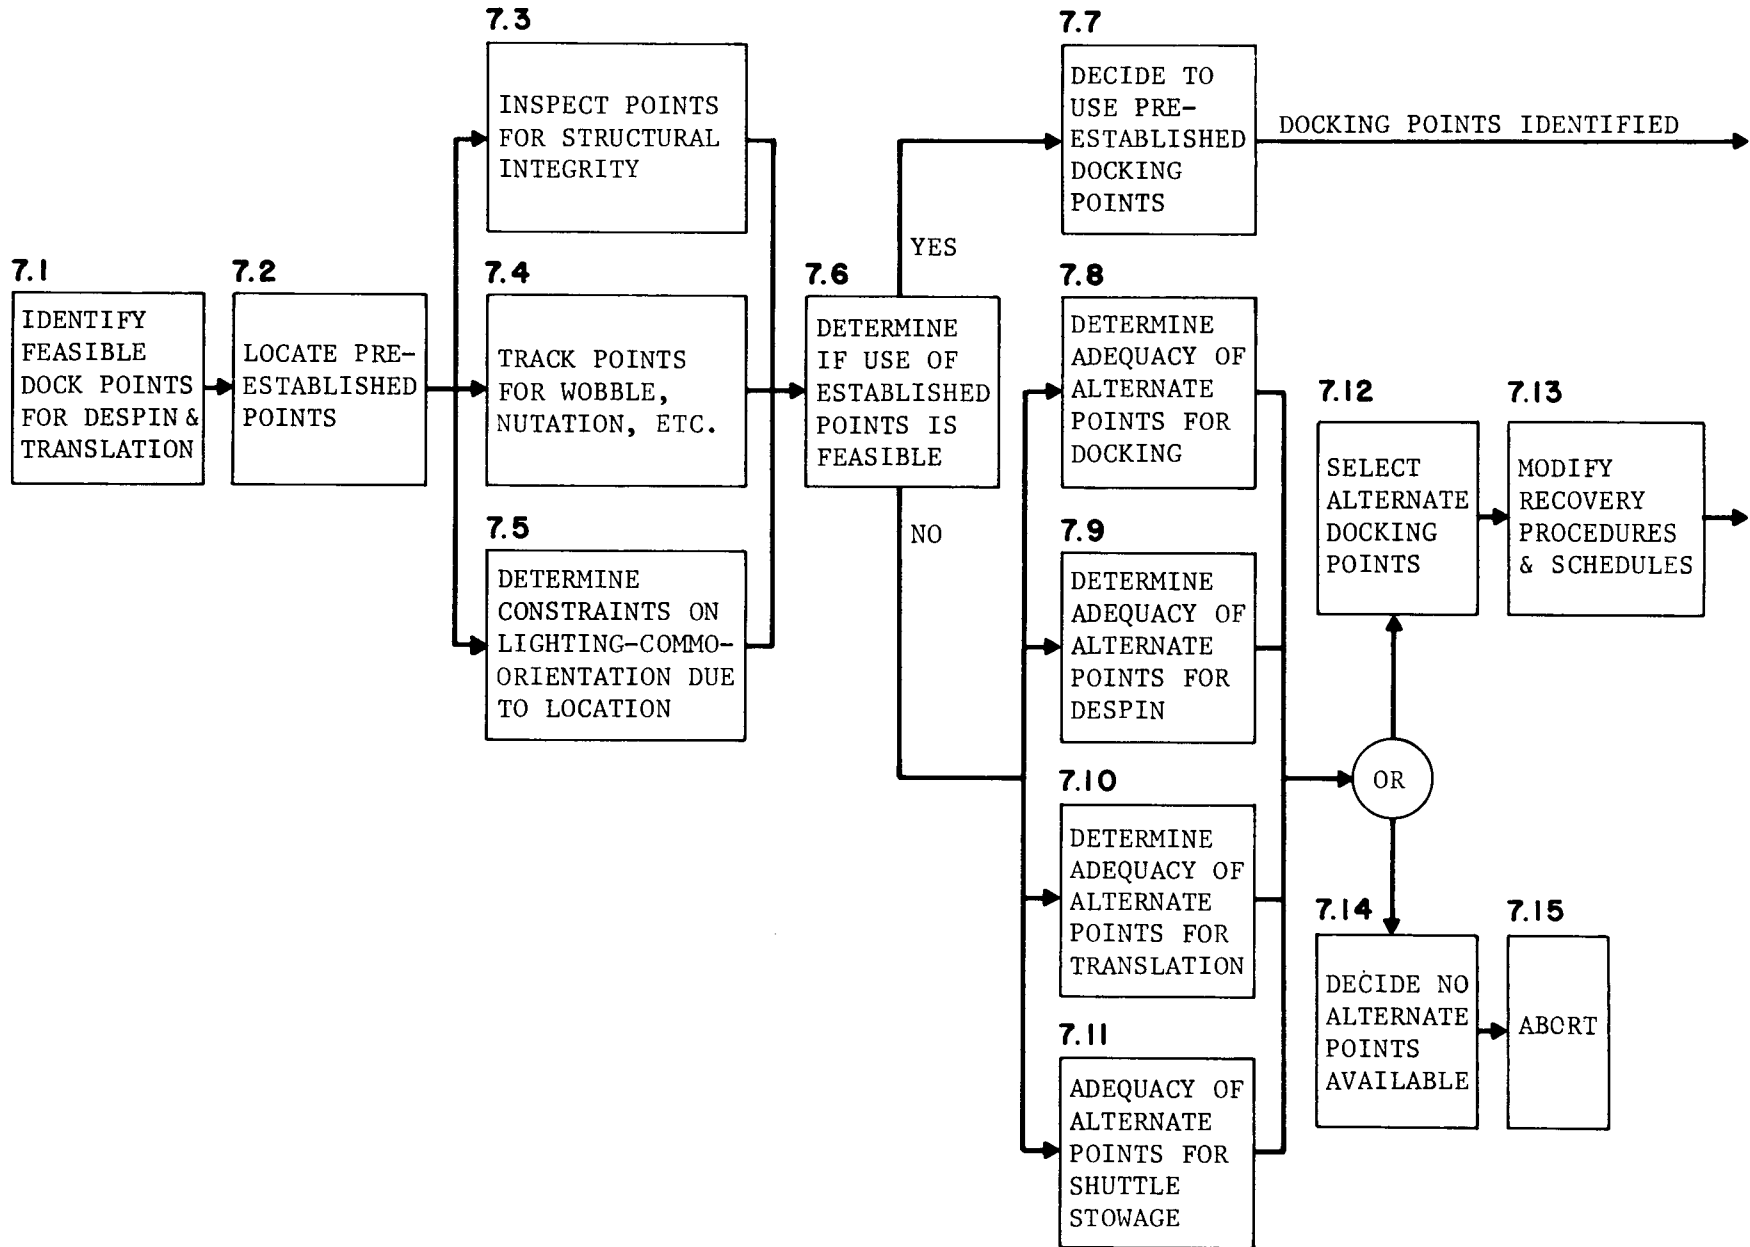 7.1
IDENTIFY
FEASIBLE
DOCK POINTS
FOR DESPIN &
TRANSLATION
7.2
LOCATE PRE-
ESTABLISHED
POINTS
7.3
INSPECT POINTS
FOR STRUCTURAL
INTEGRITY
7.4
TRACK POINTS
FOR WOBBLE,
NUTATION, ETC.
7.5
DETERMINE
CONSTRAINTS ON
LIGHTING-COMMO-
ORIENTATION DUE
TO LOCATION
7.6
DETERMINE
IF USE OF
ESTABLISHED
POINTS IS
FEASIBLE
YES
NO
7.7
DECIDE TO
USE PRE-
ESTABLISHED
DOCKING
POINTS
DOCKING POINTS IDENTIFIED
7.8
DETERMINE
ADEQUACY OF
ALTERNATE
POINTS FOR
DOCKING
7.9
DETERMINE
ADEQUACY OF
ALTERNATE
POINTS FOR
DESPIN
7.10
DETERMINE
ADEQUACY OF
ALTERNATE
POINTS FOR
TRANSLATION
7.11
ADEQUACY OF
ALTERNATE
POINTS FOR
SHUTTLE
STOWAGE
OR
7.12
SELECT
ALTERNATE
DOCKING
POINTS
7.13
MODIFY
RECOVERY
PROCEDURES
& SCHEDULES
7.14
DECIDE NO
ALTERNATE
POINTS
AVAILABLE
7.15
ABORT